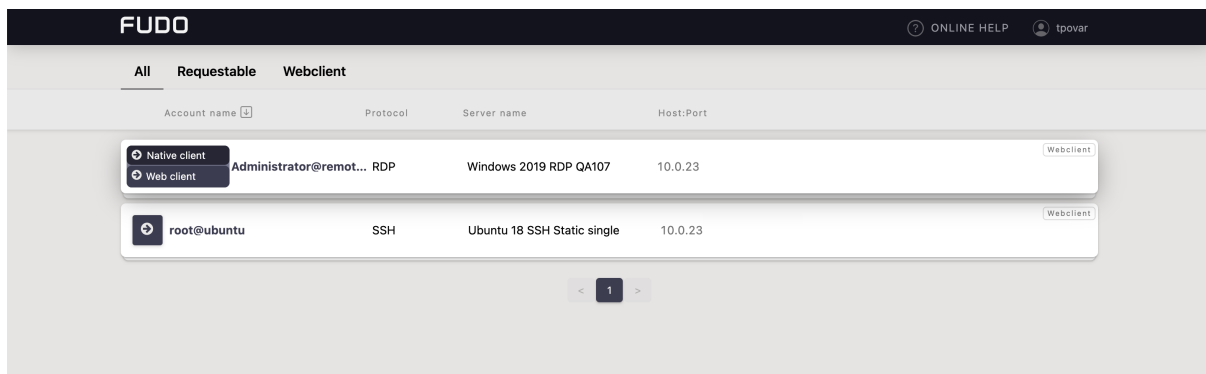 FUDO
? ONLINE HELP tpovar
All Requestable Webclient
Account name Protocol Server name Host:Port
Native client
Web client
Administrator@remot... RDP Windows 2019 RDP QA107 10.0.23 Webclient
root@ubuntu SSH Ubuntu 18 SSH Static single 10.0.23 Webclient
< 1 >